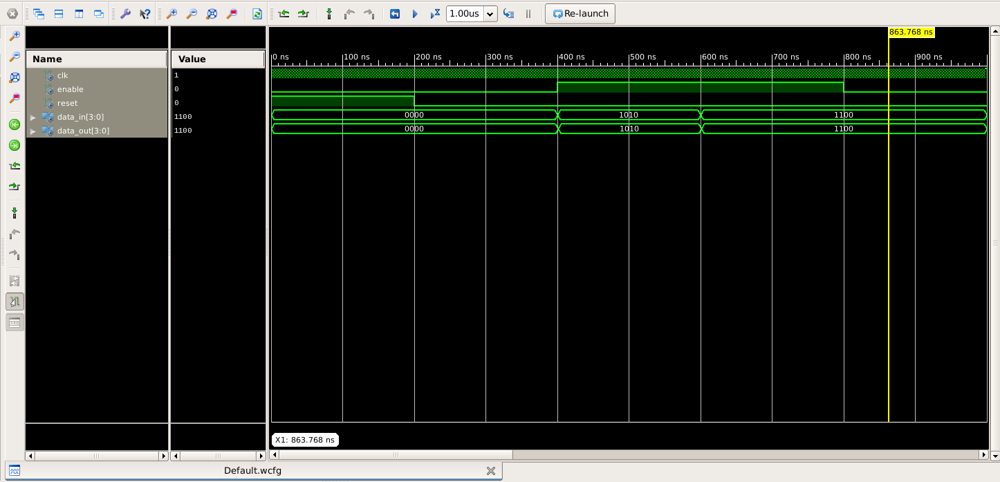 1.00us
Re-launch
863.768 ns
Name
Value
0 ns
100 ns
200 ns
300 ns
400 ns
500 ns
600 ns
700 ns
800 ns
900 ns
clk
1
enable
0
reset
0
data_in[3:0]
1100
0000
1010
1100
data_out[3:0]
1100
0000
1010
1100
X1: 863.768 ns
Default.wcfg